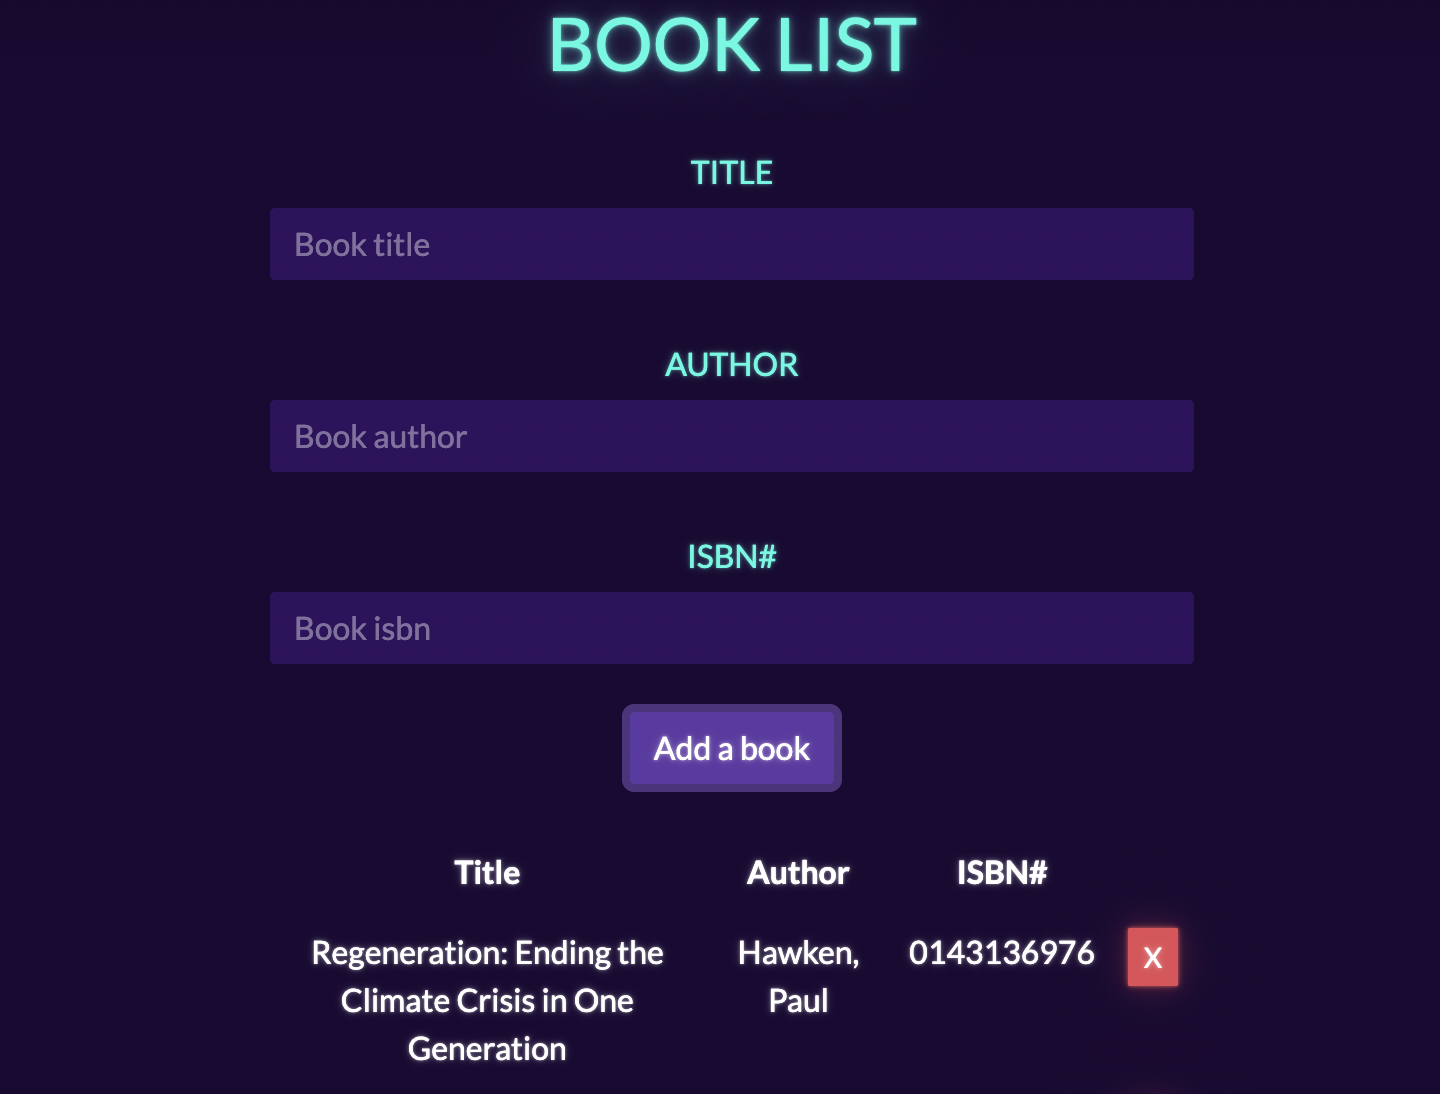 BOOK LIST
TITLE
Book title
AUTHOR
Book author
ISBN#
Book isbn
Add a book
Title Author ISBN#
Regeneration: Ending the Hawken, 0143136976 X
Climate Crisis in One Paul
Generation